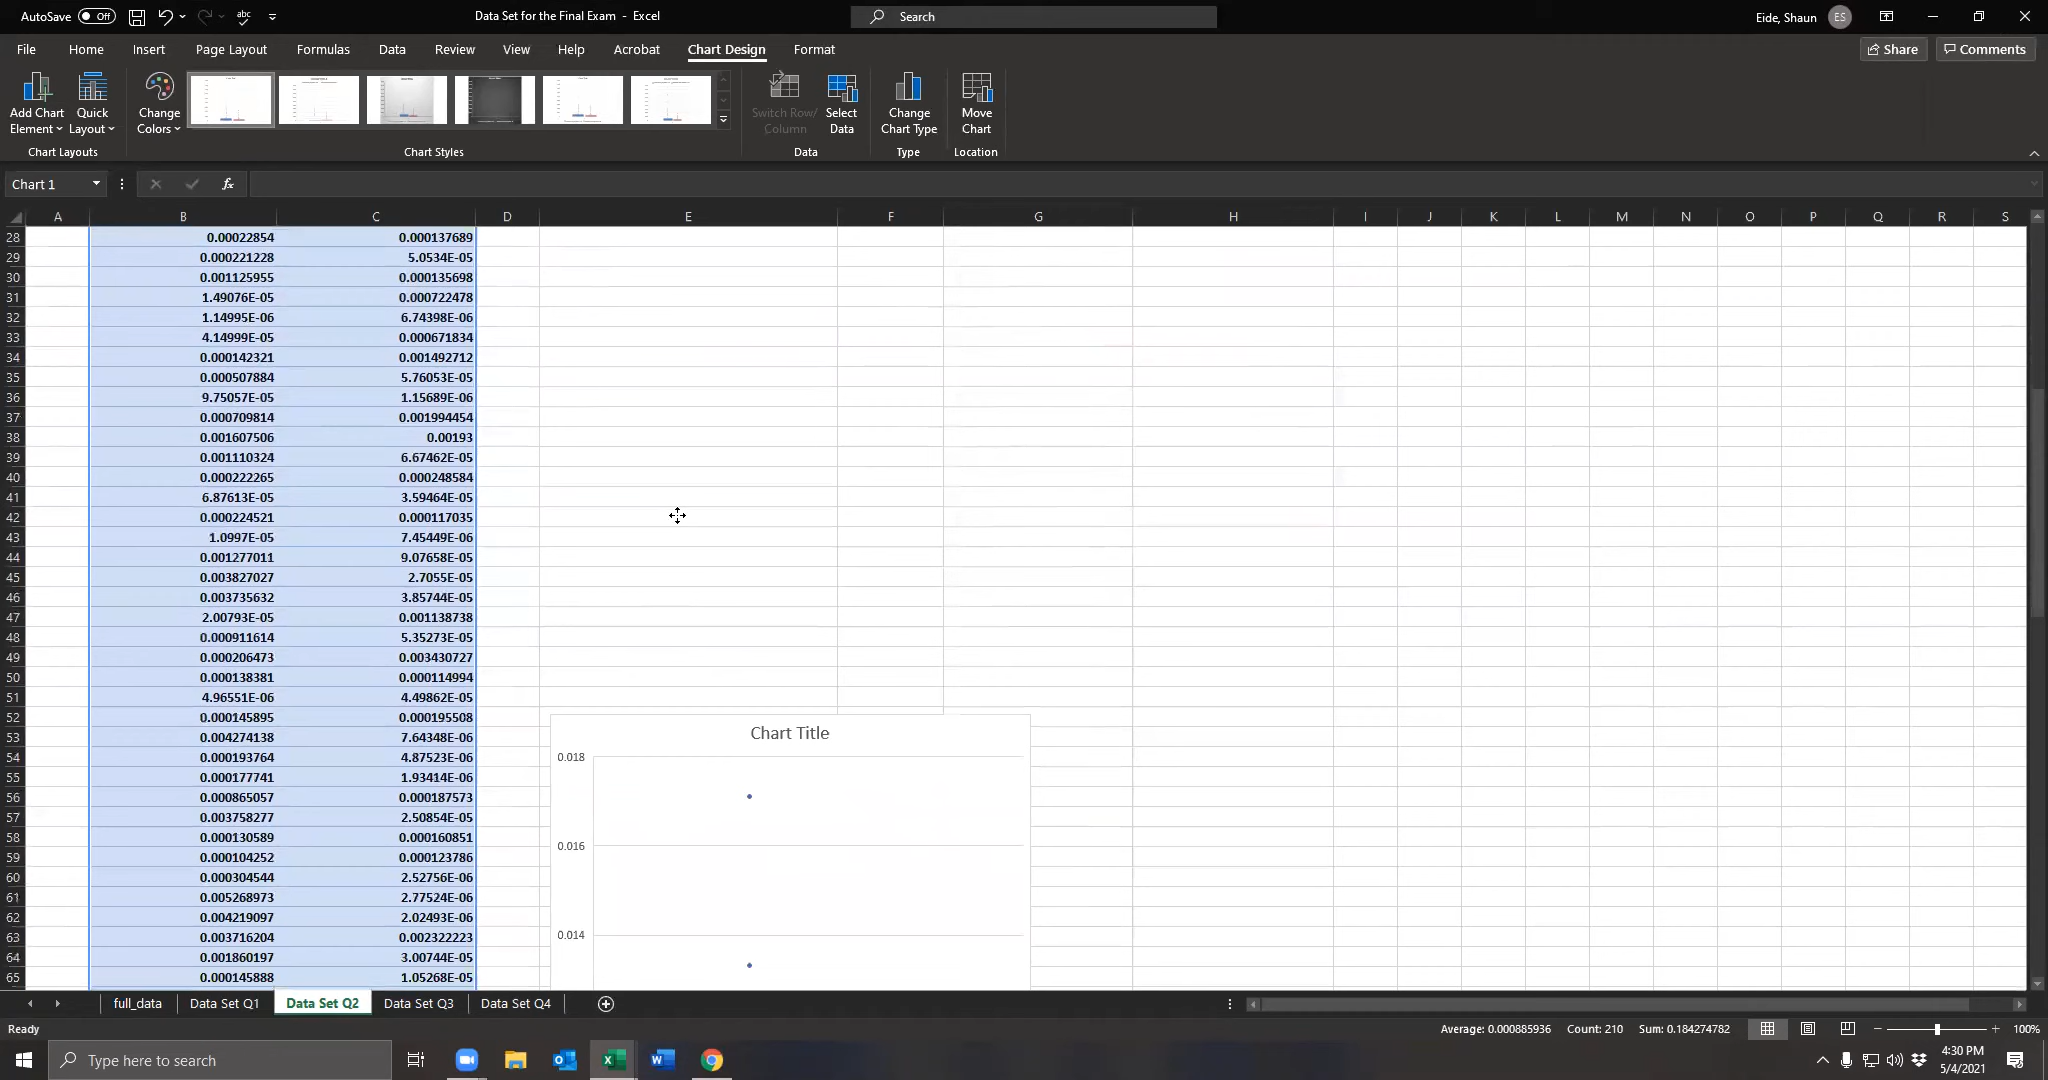 AutoSave Off abc Data Set for the Final Exam - Excel Search Eide, Shaun ES
File Home Insert Page Layout Formulas Data Review View Help Acrobat Chart Design Format Share Comments
Add Chart Element Quick Layout Change Colors Switch Row/ Column Select Data Change Chart Type Move Chart
Chart Layouts Chart Styles Data Type Location
Chart 1 fx
A B C D E F G H I J K L M N O P Q R S
28 0.00022854 0.000137689
29 0.000221228 5.0534E-05
30 0.001125955 0.000135698
31 1.49076E-05 0.000722478
32 1.14995E-06 6.74398E-06
33 4.14999E-05 0.000671834
34 0.000142321 0.001492712
35 0.000507884 5.76053E-05
36 9.75057E-05 1.15689E-06
37 0.000709814 0.001994454
38 0.001607506 0.00193
39 0.001110324 6.67462E-05
40 0.000222265 0.000248584
41 6.87613E-05 3.59464E-05
42 0.000224521 0.000117035
43 1.0997E-05 7.45449E-06
44 0.001277011 9.07658E-05
45 0.003827027 2.7055E-05
46 0.003735632 3.85744E-05
47 2.00793E-05 0.001138738
48 0.000911614 5.35273E-05
49 0.000206473 0.003430727
50 0.000138381 0.000114994
51 4.96551E-06 4.49862E-05
52 0.000145895 0.000195508
53 0.004274138 7.64348E-06
54 0.000193764 4.87523E-06
55 0.000177741 1.93414E-06
56 0.000865057 0.000187573
57 0.003758277 2.50854E-05
58 0.000130589 0.000160851
59 0.000104252 0.000123786
60 0.000304544 2.52756E-06
61 0.005268973 2.77524E-06
62 0.004219097 2.02493E-06
63 0.003716204 0.002322223
64 0.001860197 3.00744E-05
65 0.000145888 1.05268E-05
Chart Title
0.018
0.016
0.014
full_data Data Set Q1 Data Set Q2 Data Set Q3 Data Set Q4
Ready Average: 0.000885936 Count: 210 Sum: 0.184274782 100%
Type here to search 4:30 PM
5/4/2021